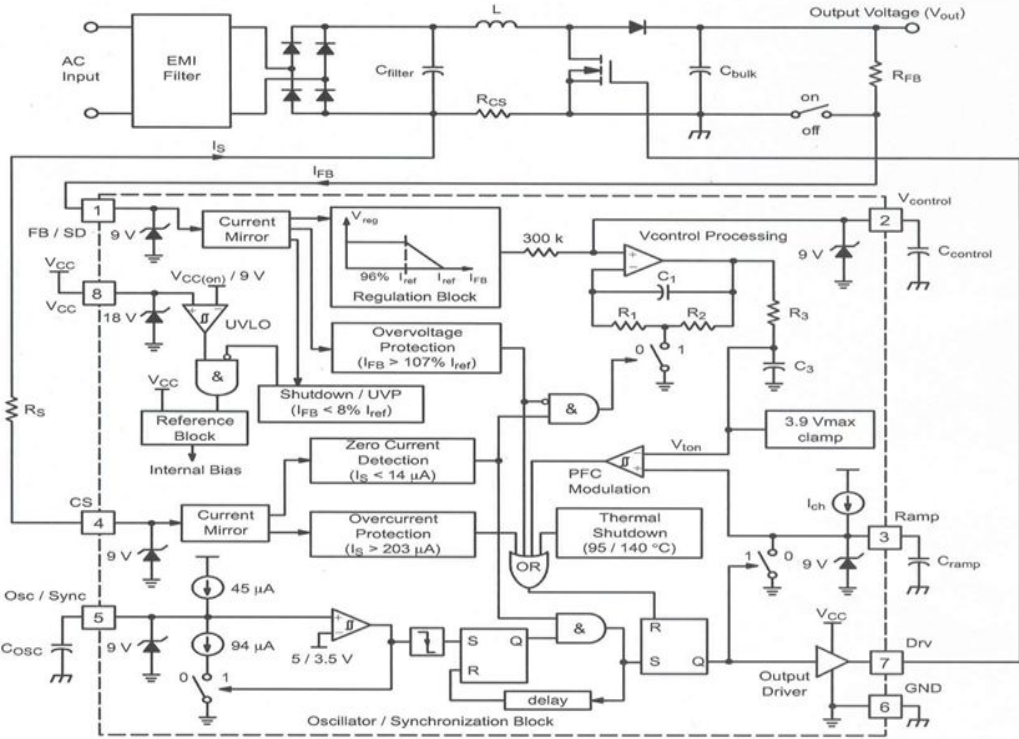 L
Output Voltage (Vout)
AC
Input
EMI
Filter
Cfilter
RCS
Cbulk
RFB
on
off
IS
IFB
1
FB / SD
9 V
Current
Mirror
Vreg
96%
Iref
Iref
IFB
Regulation Block
300 k
Vcontrol Processing
Vcontrol
2
9 V
Ccontrol
C1
R1
R2
R3
C3
0
1
VCC
8
VCC
18 V
VCC(on) / 9 V
UVLO
&
Overvoltage
Protection
(IFB > 107% Iref)
VCC
Shutdown / UVP
(IFB < 8% Iref)
Reference
Block
Internal Bias
&
RS
Zero Current
Detection
(IS < 14 µA)
Vton
PFC
Modulation
3.9 Vmax
clamp
CS
4
9 V
Current
Mirror
Overcurrent
Protection
(IS > 203 µA)
Thermal
Shutdown
(95 / 140 °C)
OR
Ich
Ramp
3
9 V
Cramp
1
0
Osc / Sync
5
COSC
9 V
45 µA
94 µA
0
1
5 / 3.5 V
S
R
Q
&
delay
R
S
Q
VCC
Output
Driver
Drv
7
GND
6
Oscillator / Synchronization Block